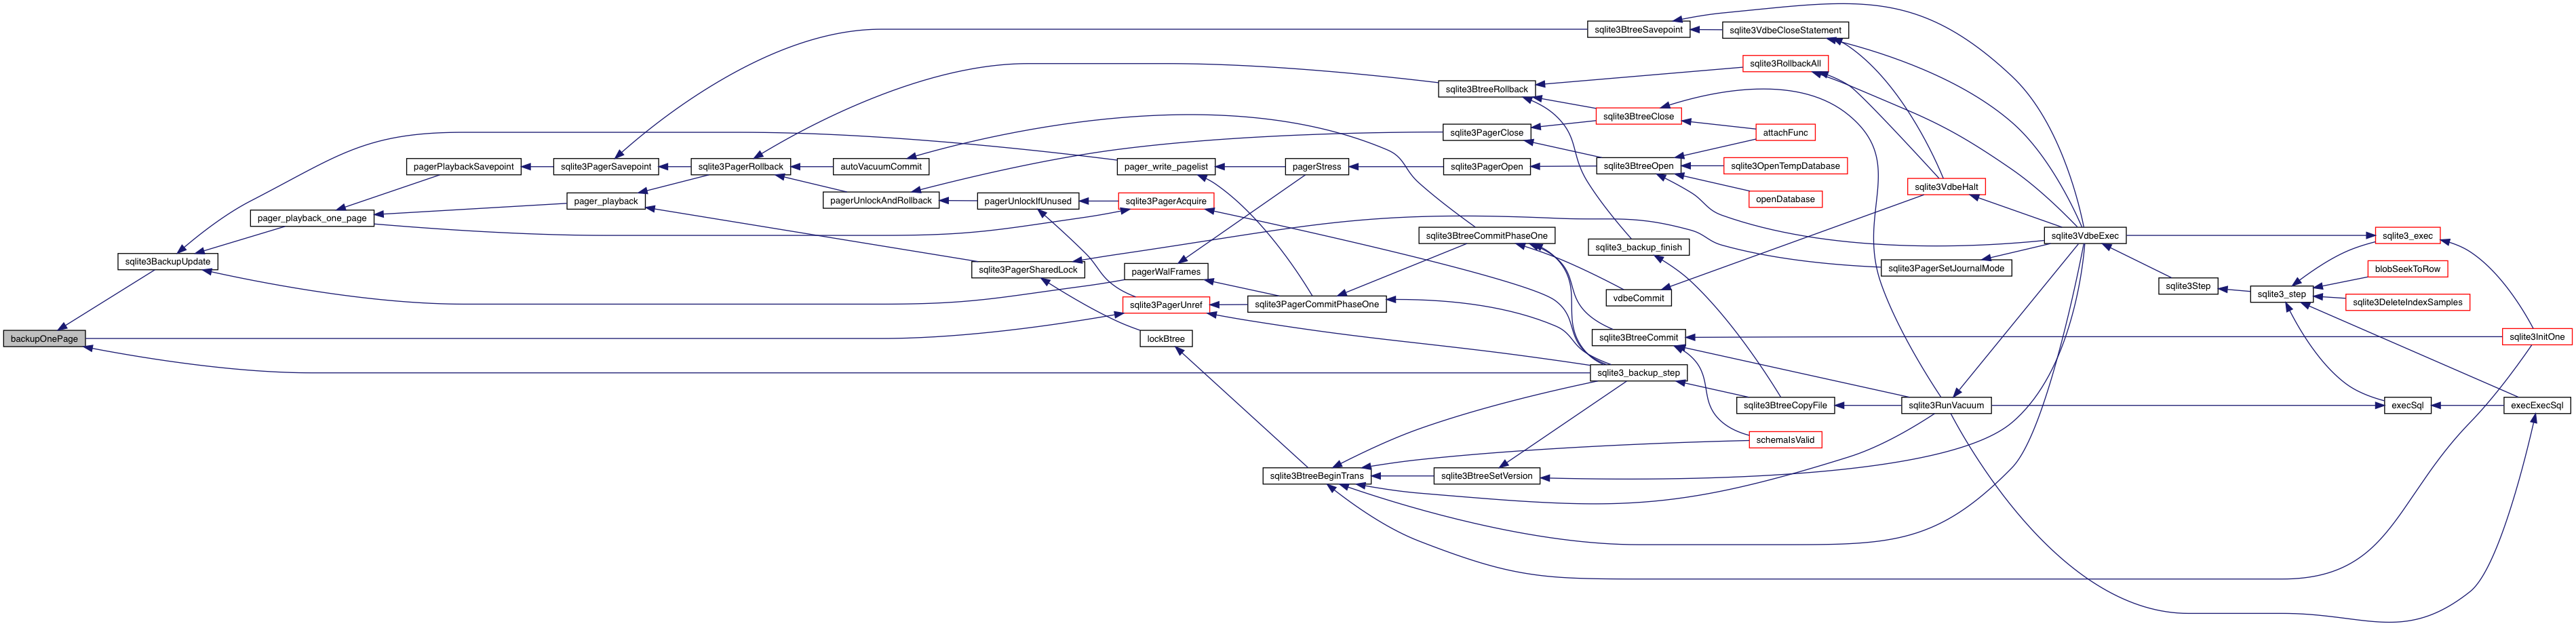 backupOnePage
sqlite3BackupUpdate
pager_playback_one_page
pagerPlaybackSavepoint
sqlite3PagerSavepoint
pager_playback
sqlite3PagerRollback
autoVacuumCommit
pagerUnlockAndRollback
pagerUnlockIfUnused
sqlite3PagerSharedLock
sqlite3PagerAcquire
pager_write_pagelist
pagerWalFrames
sqlite3PagerUnref
lockBtree
pagerStress
sqlite3PagerCommitPhaseOne
sqlite3BtreeBeginTrans
sqlite3BtreeRollback
sqlite3PagerClose
sqlite3PagerOpen
sqlite3BtreeCommitPhaseOne
sqlite3BtreeSetVersion
sqlite3BtreeSavepoint
sqlite3BtreeClose
sqlite3BtreeOpen
sqlite3_backup_finish
vdbeCommit
sqlite3BtreeCommit
sqlite3_backup_step
sqlite3VdbeCloseStatement
sqlite3RollbackAll
attachFunc
sqlite3OpenTempDatabase
openDatabase
sqlite3BtreeCopyFile
schemaIsValid
sqlite3VdbeHalt
sqlite3PagerSetJournalMode
sqlite3RunVacuum
sqlite3VdbeExec
sqlite3Step
sqlite3_step
sqlite3_exec
blobSeekToRow
sqlite3DeleteIndexSamples
execSql
sqlite3InitOne
execExecSql